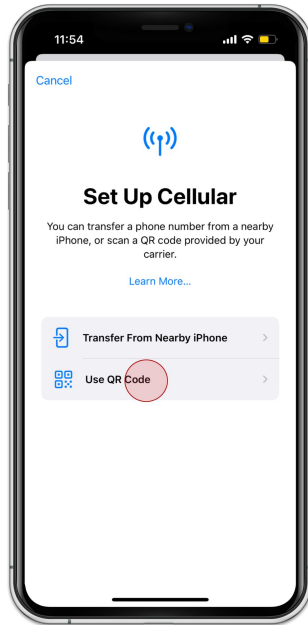 11:54
Cancel
Set Up Cellular
You can transfer a phone number from a nearby
iPhone, or scan a QR code provided by your
carrier.
Learn More...
Transfer From Nearby iPhone
Use QR Code